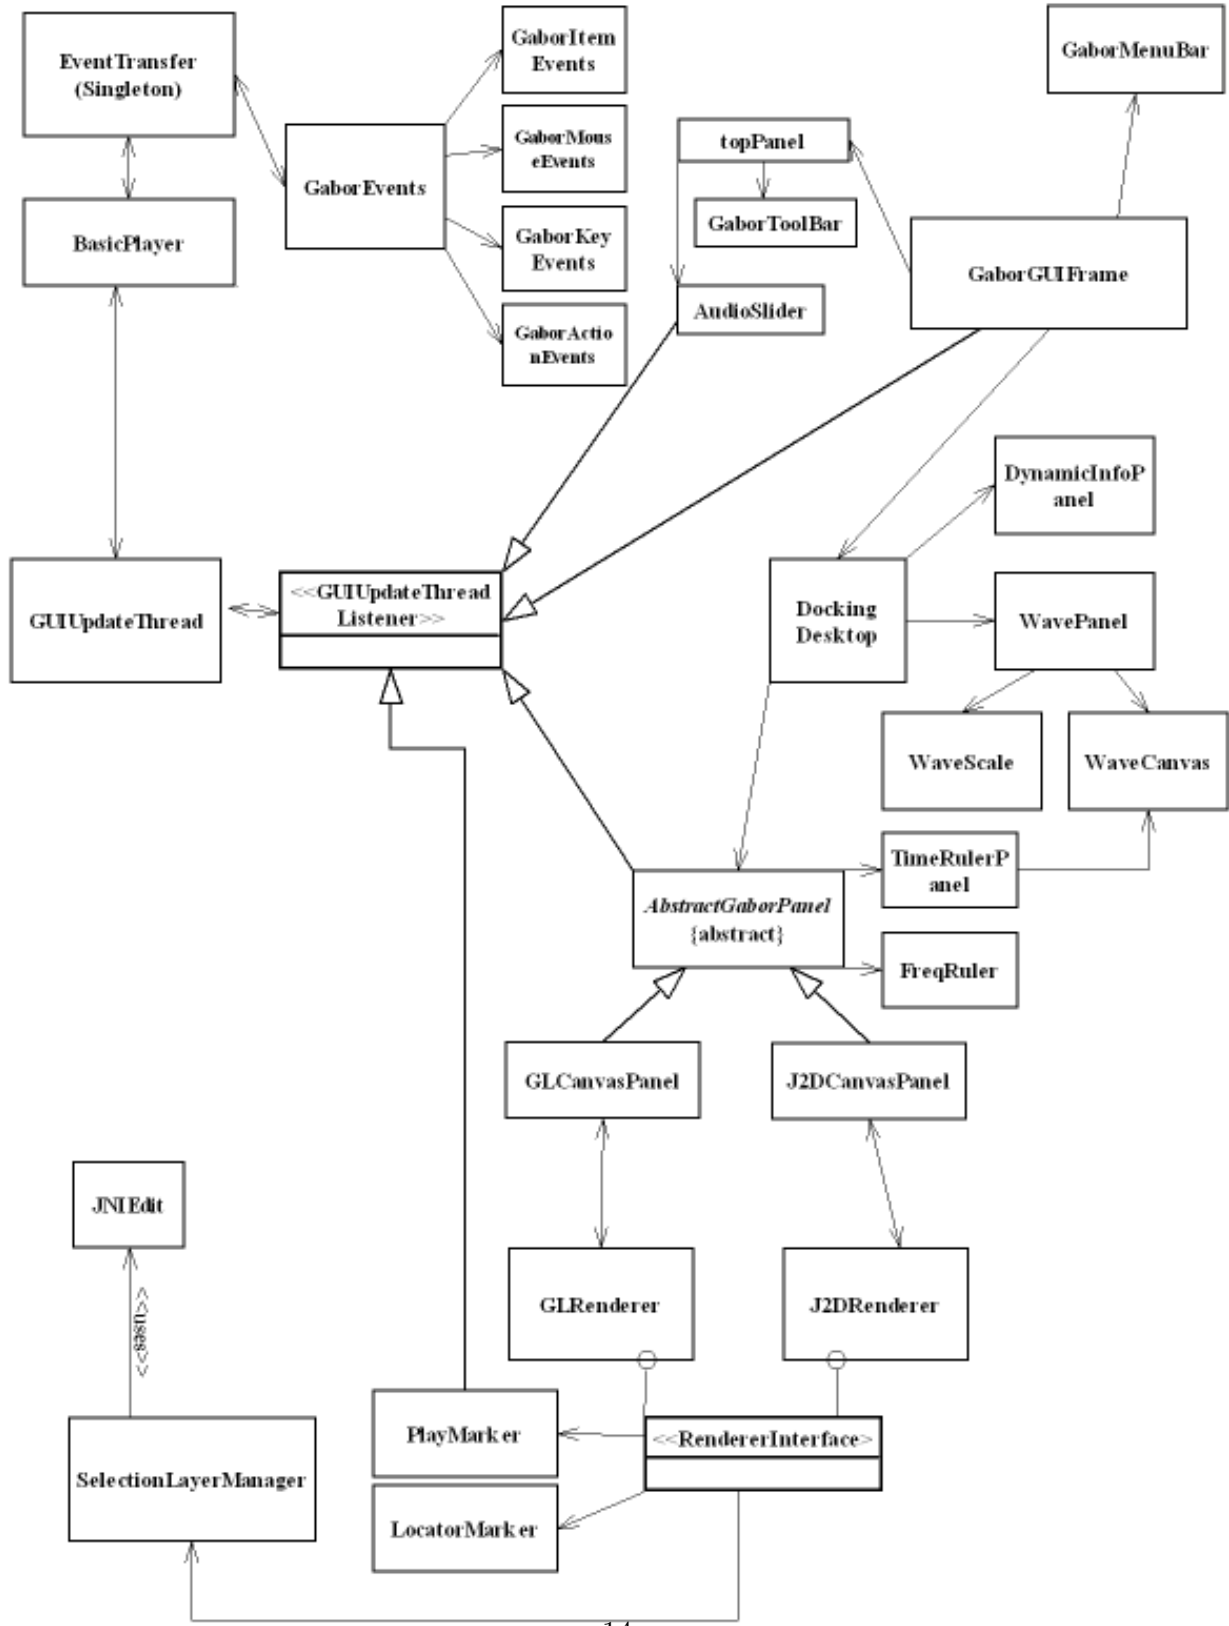 EventTransfer
(Singleton)
GaborItem
Events
GaborMenuBar
GaborMous
eEvents
topPanel
GaborEvents
GaborToolBar
BasicPlayer
GaborKey
Events
GaborGUIFrame
AudioSlider
GaborActio
nEvents
DynamicInfoP
anel
GUIUpdateThread
<<GUIUpdateThread
Listener>>
Docking
Desktop
WavePanel
WaveScale
WaveCanvas
TimeRulerP
anel
AbstractGaborPanel
{abstract}
FreqRuler
GLCanvasPanel
J2DCanvasPanel
JNIEdit
<<uses>>
GLRenderer
J2DRenderer
PlayMarker
<<RendererInterface>
SelectionLayerManager
LocatorMarker
14